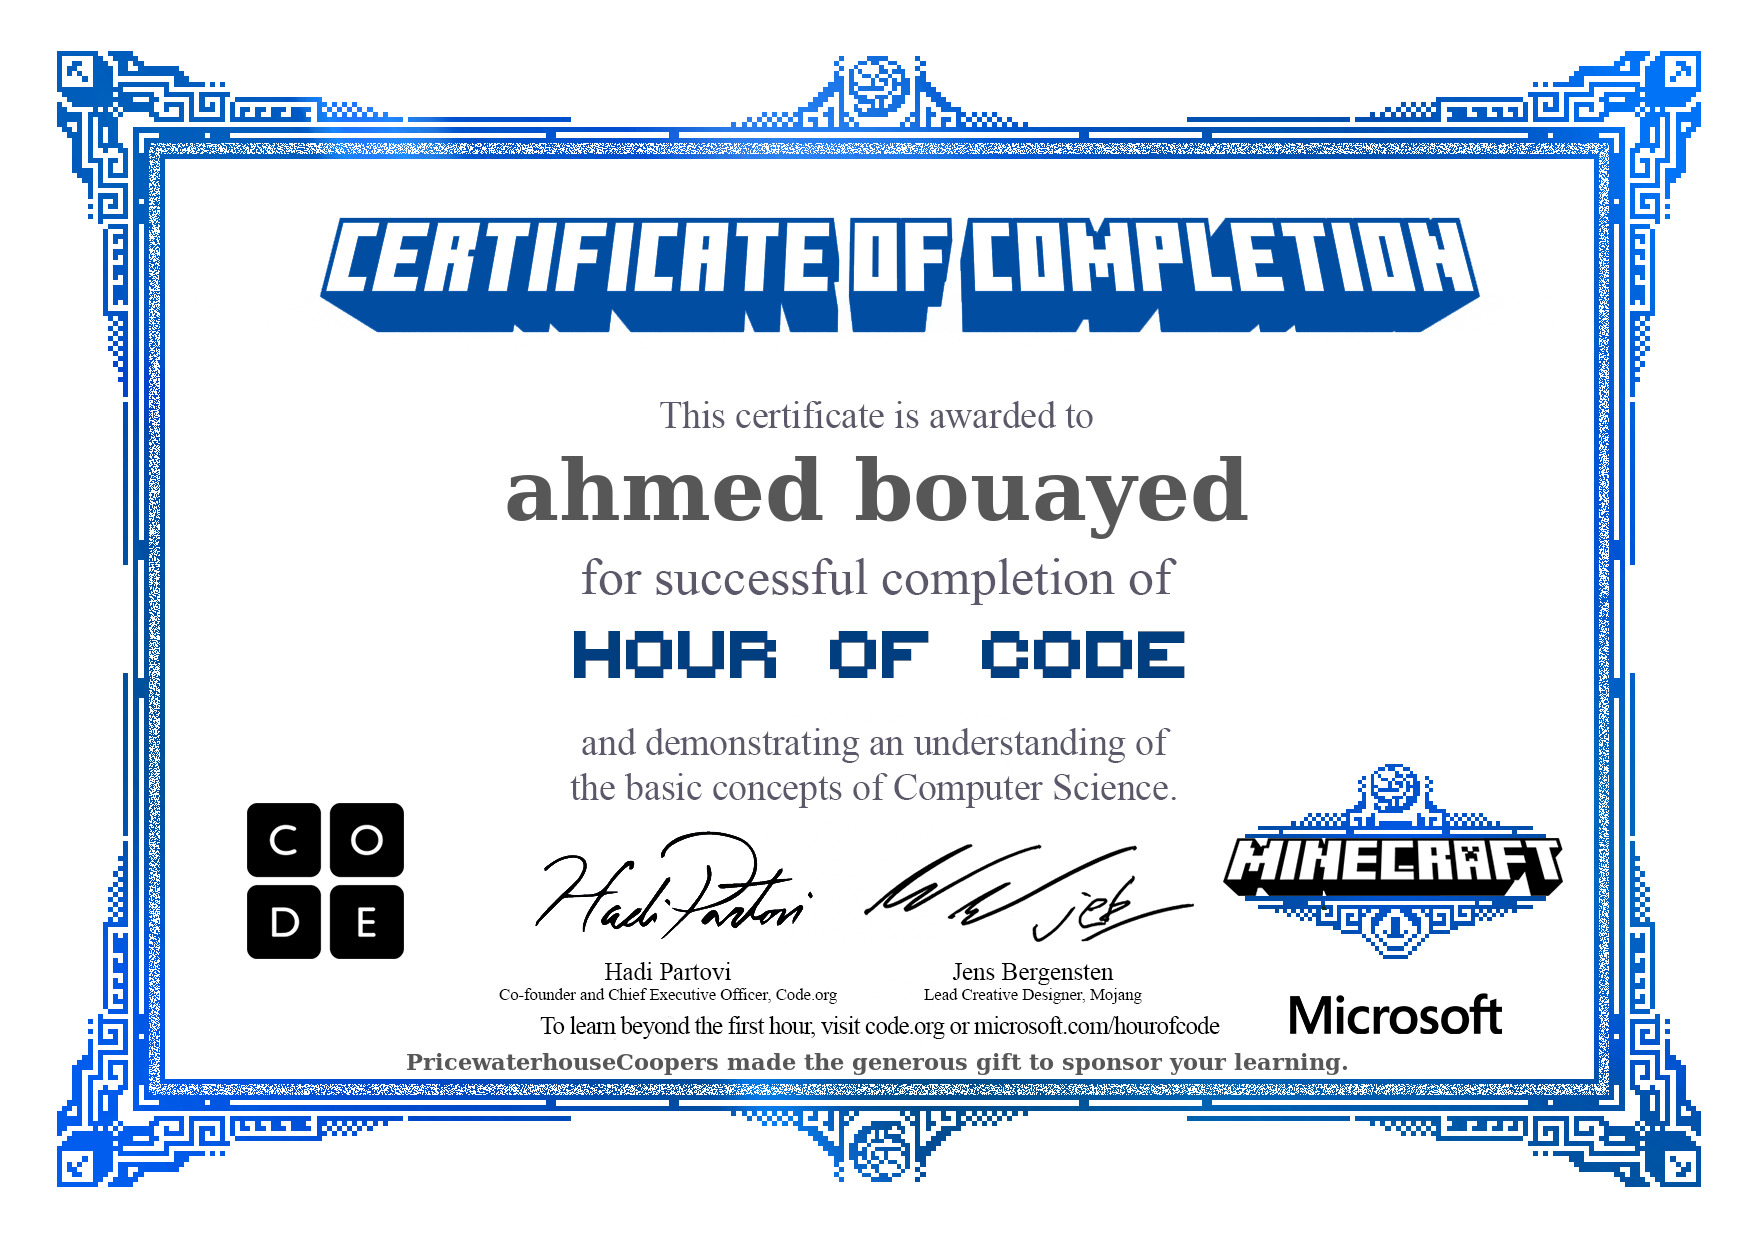 CERTIFICATE OF COMPLETION
This certificate is awarded to
ahmed bouayed
for successful completion of
HOUR OF CODE
and demonstrating an understanding of
the basic concepts of Computer Science.
C O
D E
Hadi Partovi
jeb
MINECRAFT
Hadi Partovi
Co-founder and Chief Executive Officer, Code.org
Jens Bergensten
Lead Creative Designer, Mojang
Microsoft
To learn beyond the first hour, visit code.org or microsoft.com/hourofcode
PricewaterhouseCoopers made the generous gift to sponsor your learning.